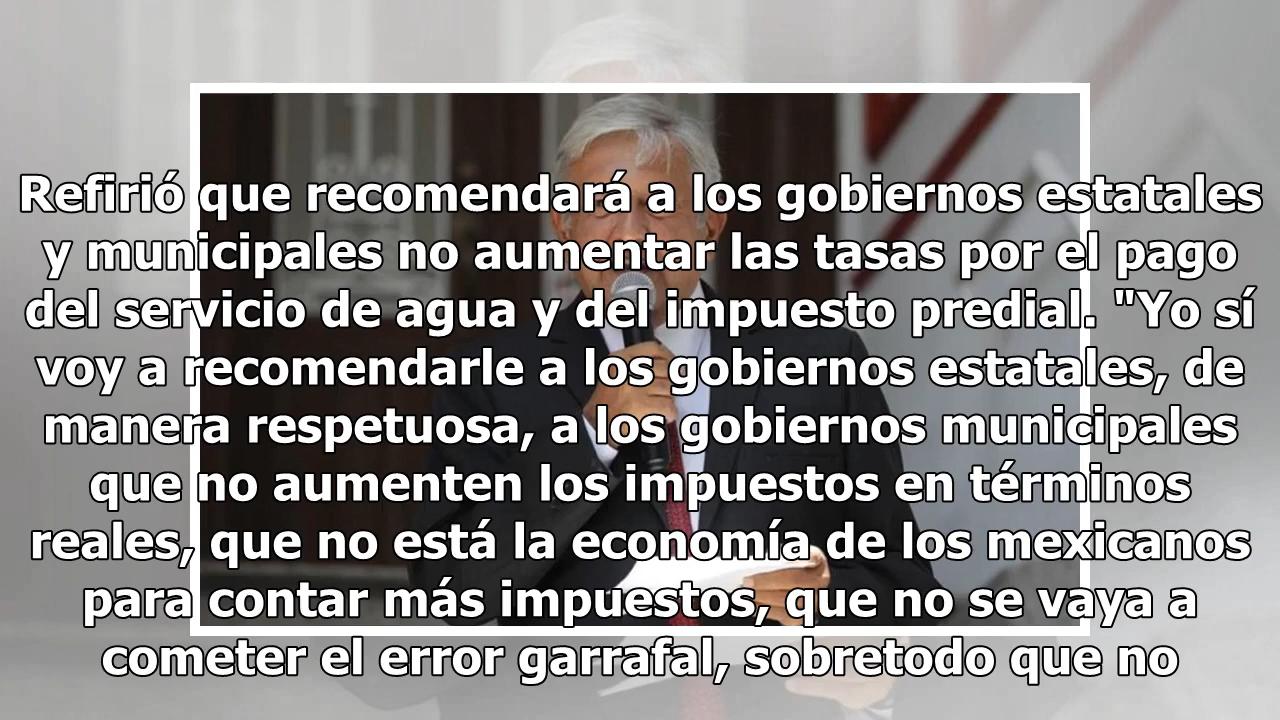 Refirió que recomendará a los gobiernos estatales
y municipales no aumentar las tasas por el pago
del servicio de agua y del impuesto predial. "Yo sí
voy a recomendarle a los gobiernos estatales, de
manera respetuosa, a los gobiernos municipales
que no aumenten los impuestos en términos
reales, que no está la economía de los mexicanos
para contar más impuestos, que no se vaya a
cometer el error garrafal, sobretodo que no